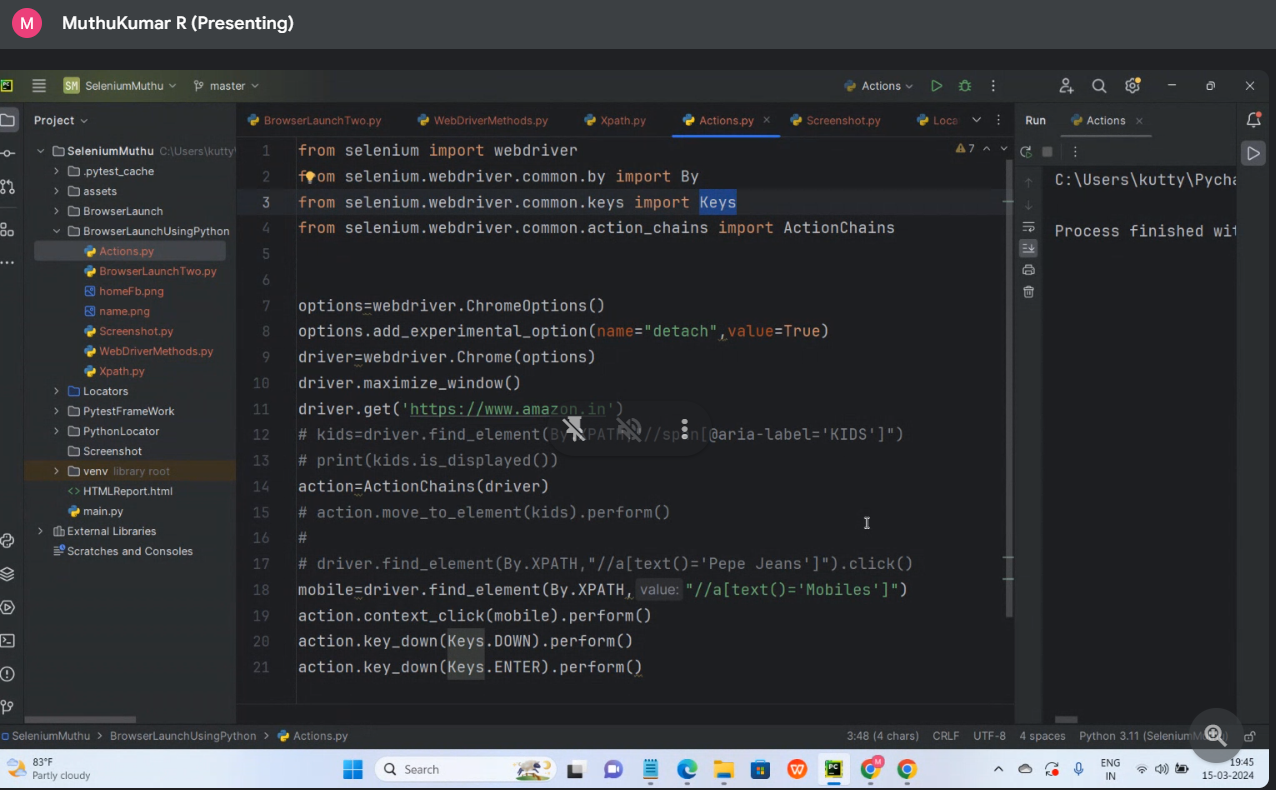 M MuthuKumar R (Presenting)
SM SeleniumMuthu master Actions
Project
BrowserLaunchTwo.py WebDriverMethods.py Xpath.py Actions.py Screenshot.py Loca
Run Actions
SeleniumMuthu C:\Users\kutty\
.pytest_cache
assets
BrowserLaunch
BrowserLaunchUsingPython
Actions.py
BrowserLaunchTwo.py
homeFb.png
name.png
Screenshot.py
WebDriverMethods.py
Xpath.py
Locators
PytestFrameWork
PythonLocator
Screenshot
venv library root
HTMLReport.html
main.py
External Libraries
Scratches and Consoles
1 from selenium import webdriver
7
2 from selenium.webdriver.common.by import By
3 from selenium.webdriver.common.keys import Keys
4 from selenium.webdriver.common.action_chains import ActionChains
5
6
7 options=webdriver.ChromeOptions()
8 options.add_experimental_option(name="detach",value=True)
9 driver=webdriver.Chrome(options)
10 driver.maximize_window()
11 driver.get('https://www.amazon.in')
12 # kids=driver.find_element(By.XPATH,"//span[@aria-label='KIDS']")
13 # print(kids.is_displayed())
14 action=ActionChains(driver)
15 # action.move_to_element(kids).perform()
16 #
17 # driver.find_element(By.XPATH,"//a[text()='Pepe Jeans']").click()
18 mobile=driver.find_element(By.XPATH, value: "//a[text()='Mobiles']")
19 action.context_click(mobile).perform()
20 action.key_down(Keys.DOWN).perform()
21 action.key_down(Keys.ENTER).perform()
C:\Users\kutty\Pycha
Process finished wit
SeleniumMuthu > BrowserLaunchUsingPython > Actions.py
3:48 (4 chars) CRLF UTF-8 4 spaces Python 3.11 (Selenium
83°F
Partly cloudy
Search
ENG
IN
19:45
15-03-2024